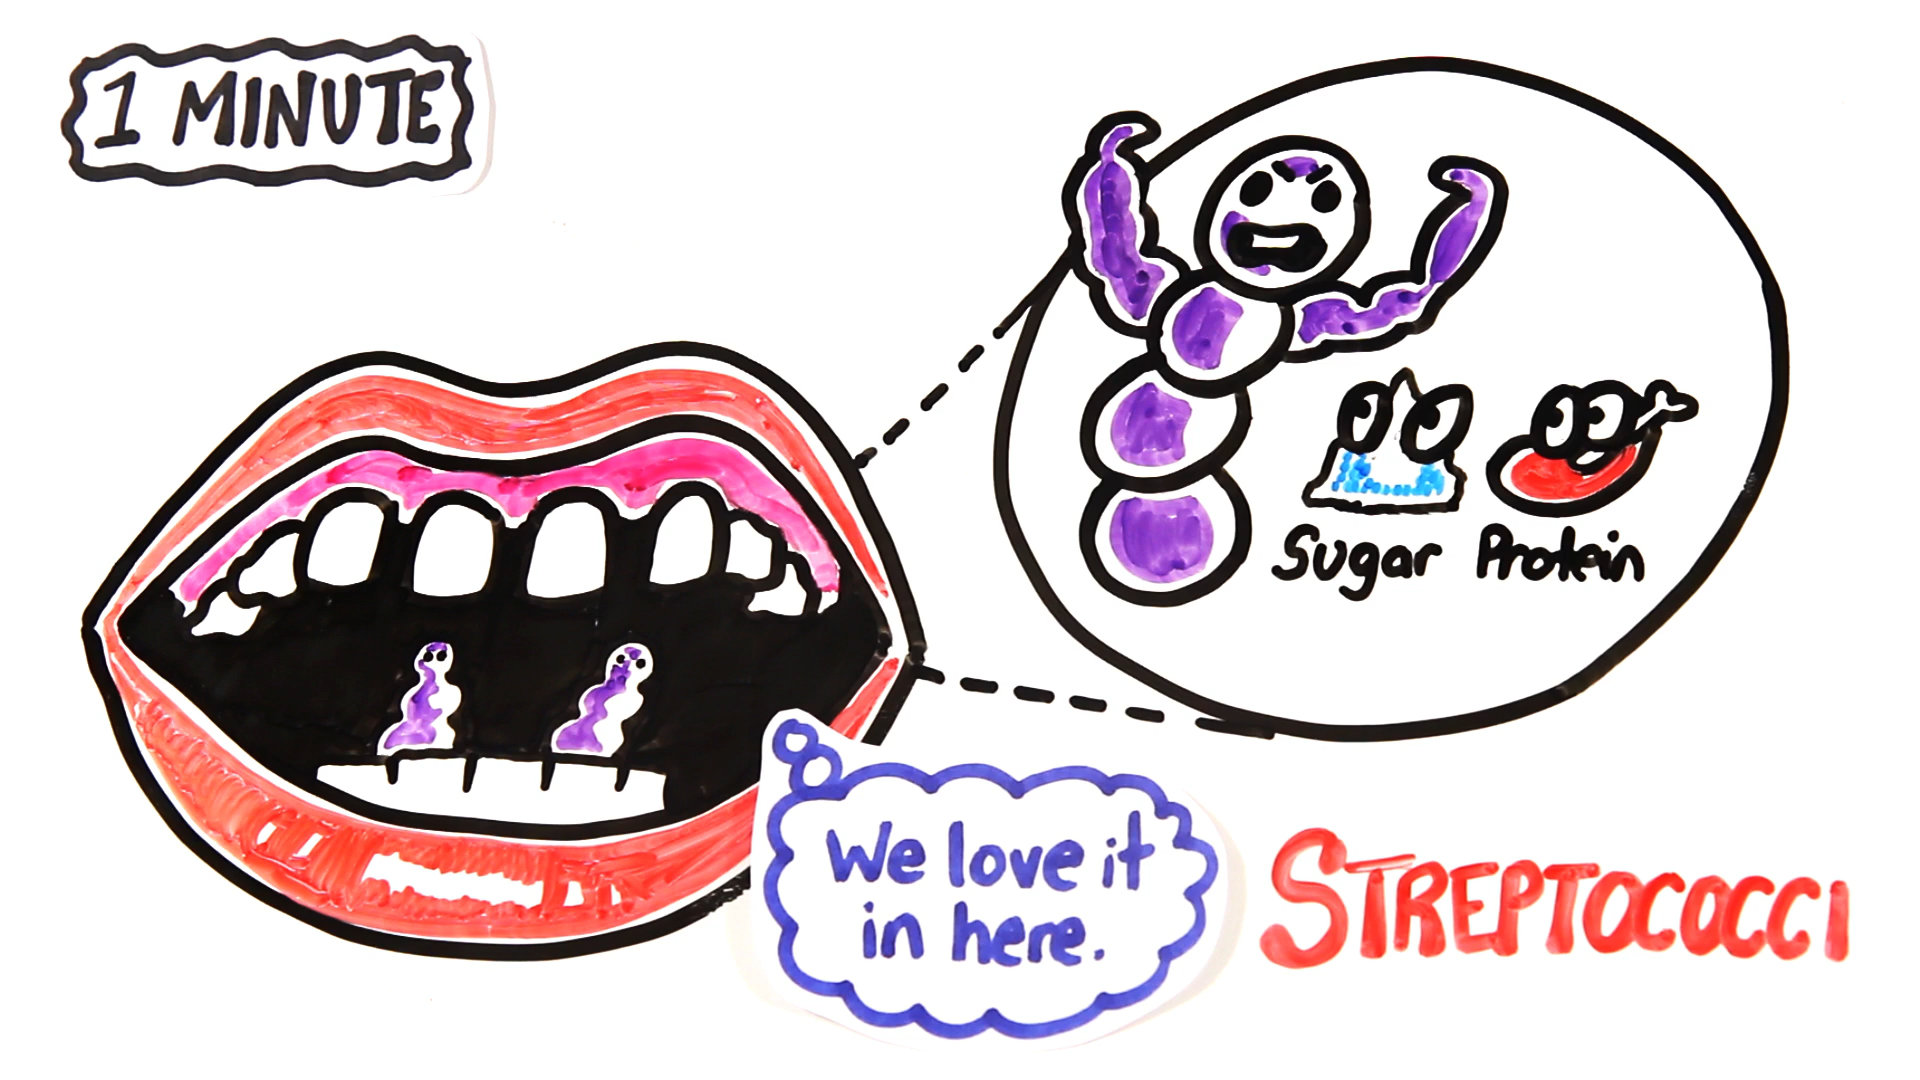 1 MINUTE
Sugar Protein
We love it
in here.
STREPTOCOCCI